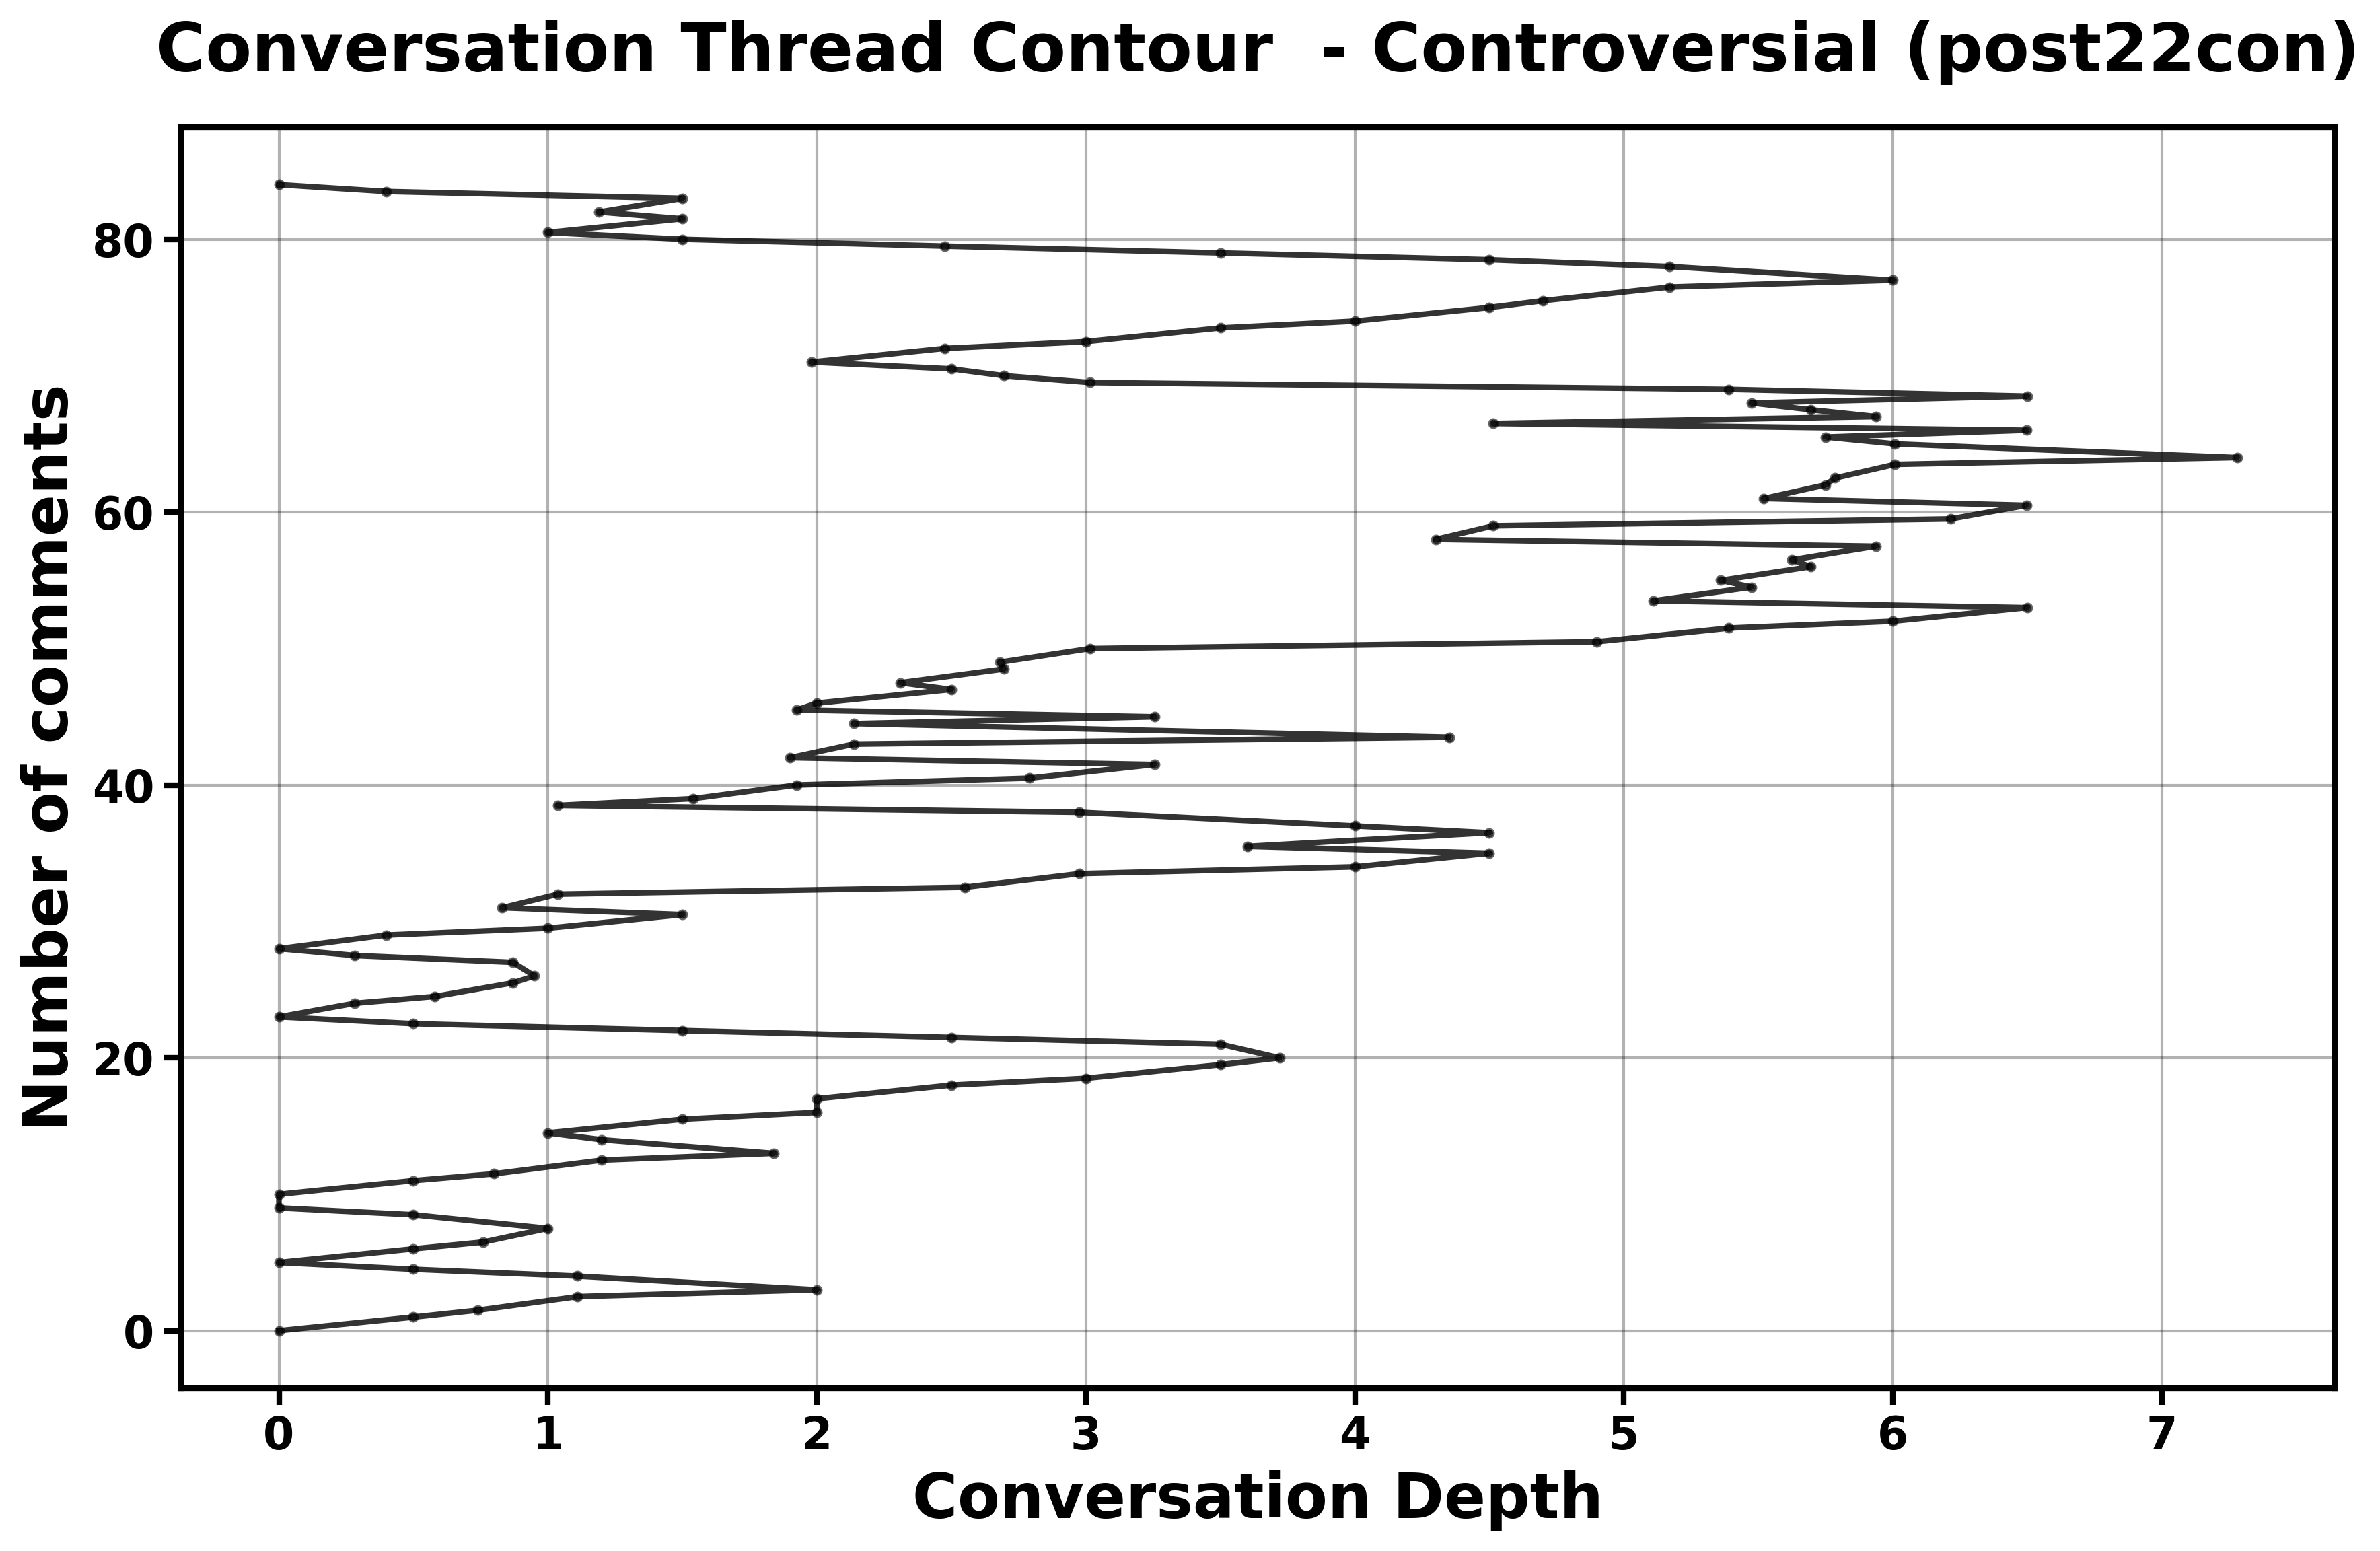 Conversation Thread Contour  - Controversial (post22con)
Number of comments
80
60
40
20
0
0 1 2 3 4 5 6 7
Conversation Depth